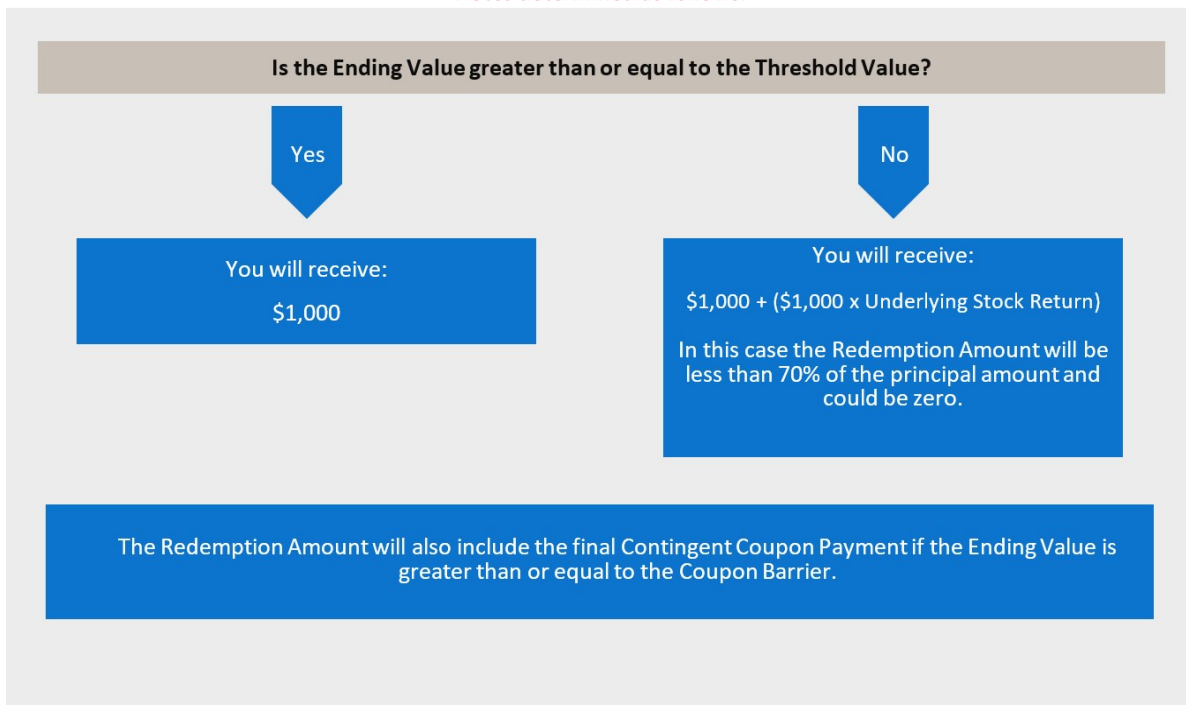 Is the Ending Value greater than or equal to the Threshold Value?
Yes
No
You will receive:
$1,000
You will receive:
$1,000 + ($1,000 x Underlying Stock Return)
In this case the Redemption Amount will be
less than 70% of the principal amount and
could be zero.
The Redemption Amount will also include the final Contingent Coupon Payment if the Ending Value is
greater than or equal to the Coupon Barrier.